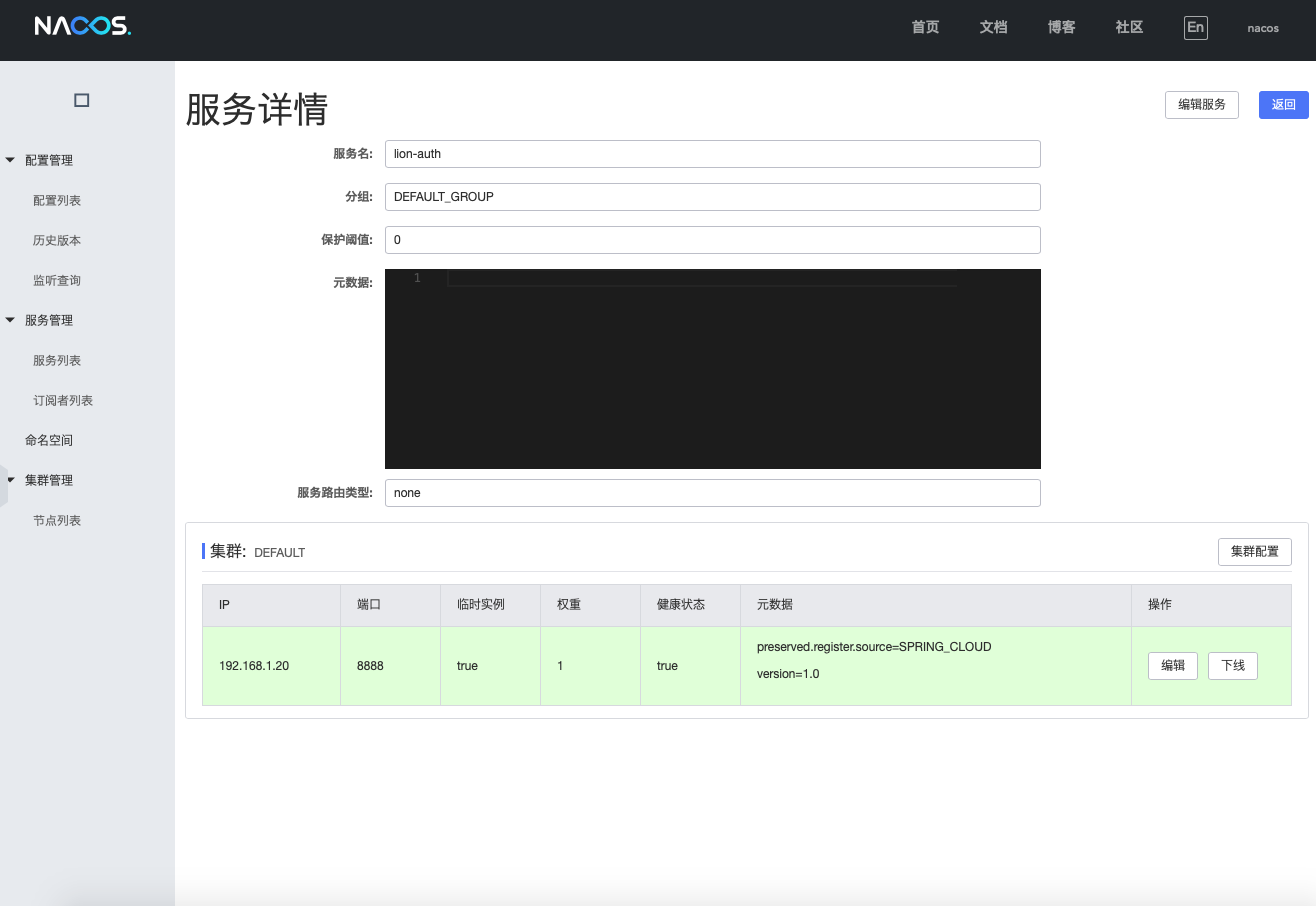 NACOS.
首页 文档 博客 社区 En nacos
配置管理
配置列表
历史版本
监听查询
服务管理
服务列表
订阅者列表
命名空间
集群管理
节点列表
服务详情
编辑服务 返回
服务名: lion-auth
分组: DEFAULT_GROUP
保护阈值: 0
元数据: 1
服务路由类型: none
集群: DEFAULT 集群配置
IP 端口 临时实例 权重 健康状态 元数据 操作
192.168.1.20 8888 true 1 true preserved.register.source=SPRING_CLOUD
version=1.0
编辑 下线